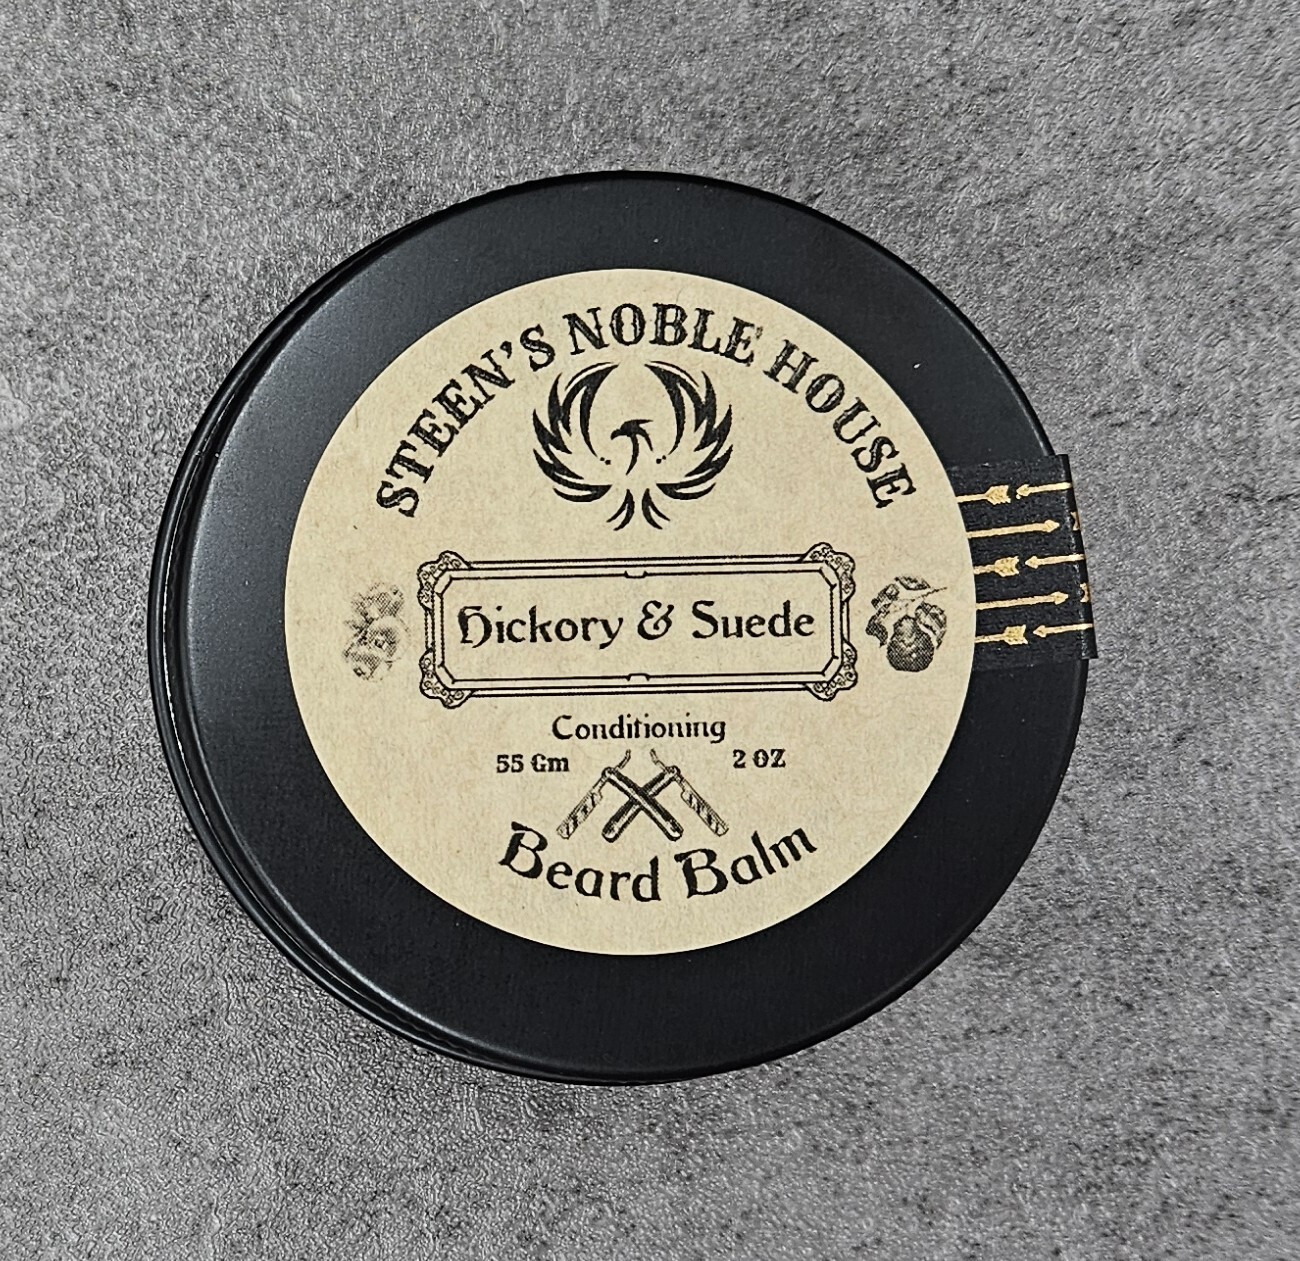 STEEN'S NOBLE HOUSE
Hickory & Suede
Conditioning
55 Gm 2 OZ
Beard Balm